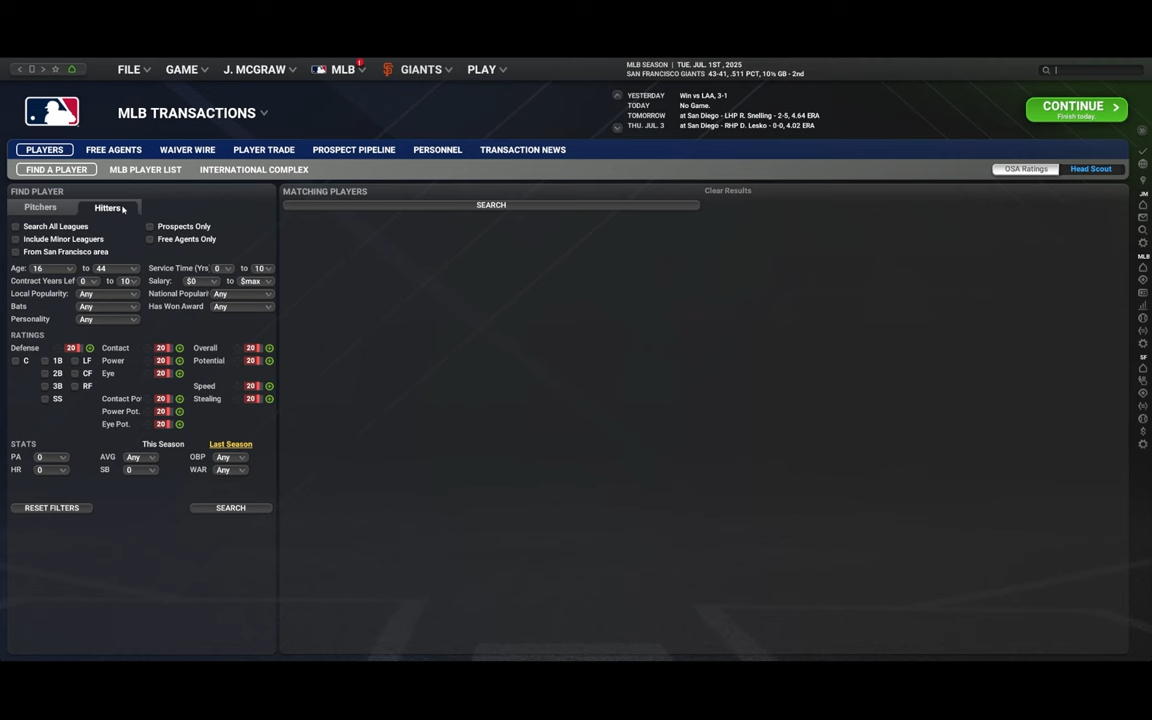 FILE GAME J. MCGRAW MLB GIANTS PLAY
MLB SEASON | TUE. JUL. 1ST , 2025
SAN FRANCISCO GIANTS 43-41, .511 PCT, 10½ GB - 2nd
MLB TRANSACTIONS
YESTERDAY Win vs LAA, 3-1
TODAY No Game.
TOMORROW at San Diego - LHP R. Snelling - 2-5, 4.64 ERA
THU. JUL. 3 at San Diego - RHP D. Lesko - 0-0, 4.02 ERA
CONTINUE
Finish today.
PLAYERS FREE AGENTS WAIVER WIRE PLAYER TRADE PROSPECT PIPELINE PERSONNEL TRANSACTION NEWS
FIND A PLAYER MLB PLAYER LIST INTERNATIONAL COMPLEX OSA Ratings Head Scout
FIND PLAYER
Pitchers Hitters
Search All Leagues Prospects Only
Include Minor Leaguers Free Agents Only
From San Francisco area
Age: 16 to 44 Service Time (Yrs 0 to 10
Contract Years Lef 0 to 10 Salary: $0 to $max
Local Popularity: Any National Populari Any
Bats Any Has Won Award Any
Personality Any
RATINGS
Defense 20 Contact 20 Overall 20
C 1B LF Power 20 Potential 20
2B CF Eye 20
3B RF Speed 20
SS Contact Po 20 Stealing 20
Power Pot. 20
Eye Pot. 20
STATS This Season Last Season
PA 0 AVG Any OBP Any
HR 0 SB 0 WAR Any
RESET FILTERS SEARCH
MATCHING PLAYERS Clear Results
SEARCH
JM
MLB
SF